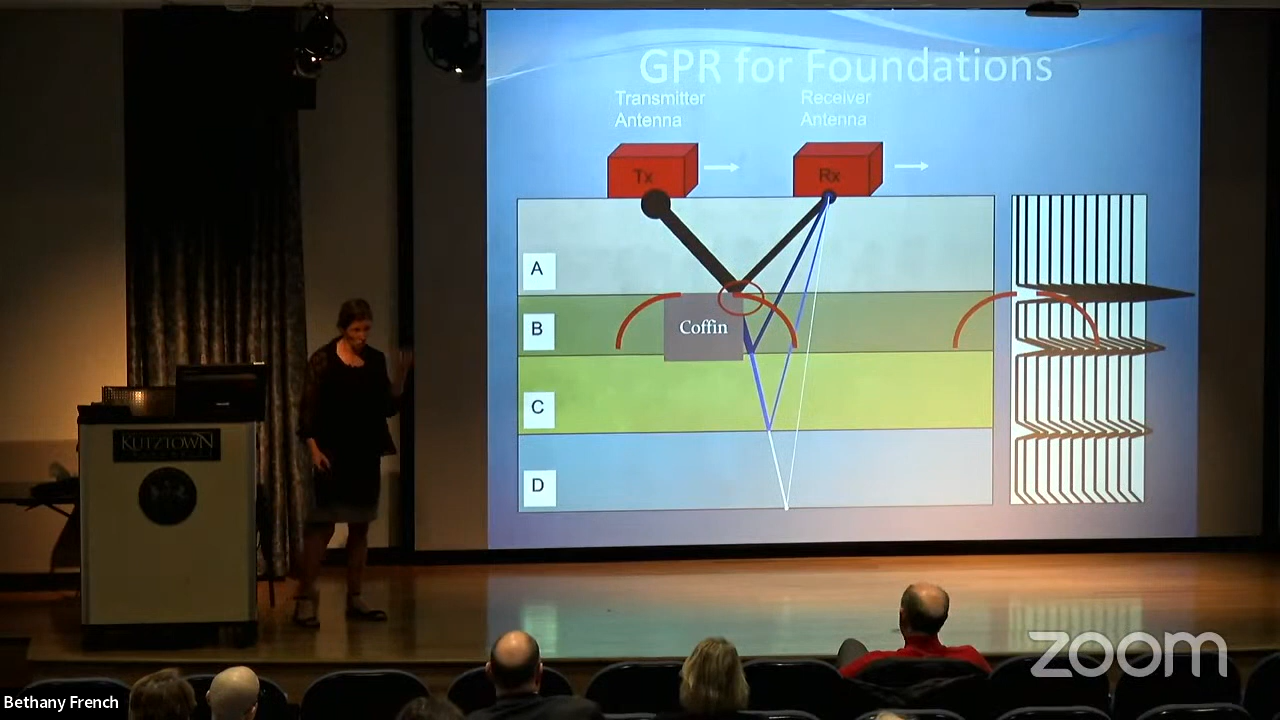 GPR for Foundations
Transmitter
Antenna
Receiver
Antenna
Tx
Rx
A
B
Coffin
C
D
KUTZTOWN
zoom
Bethany French